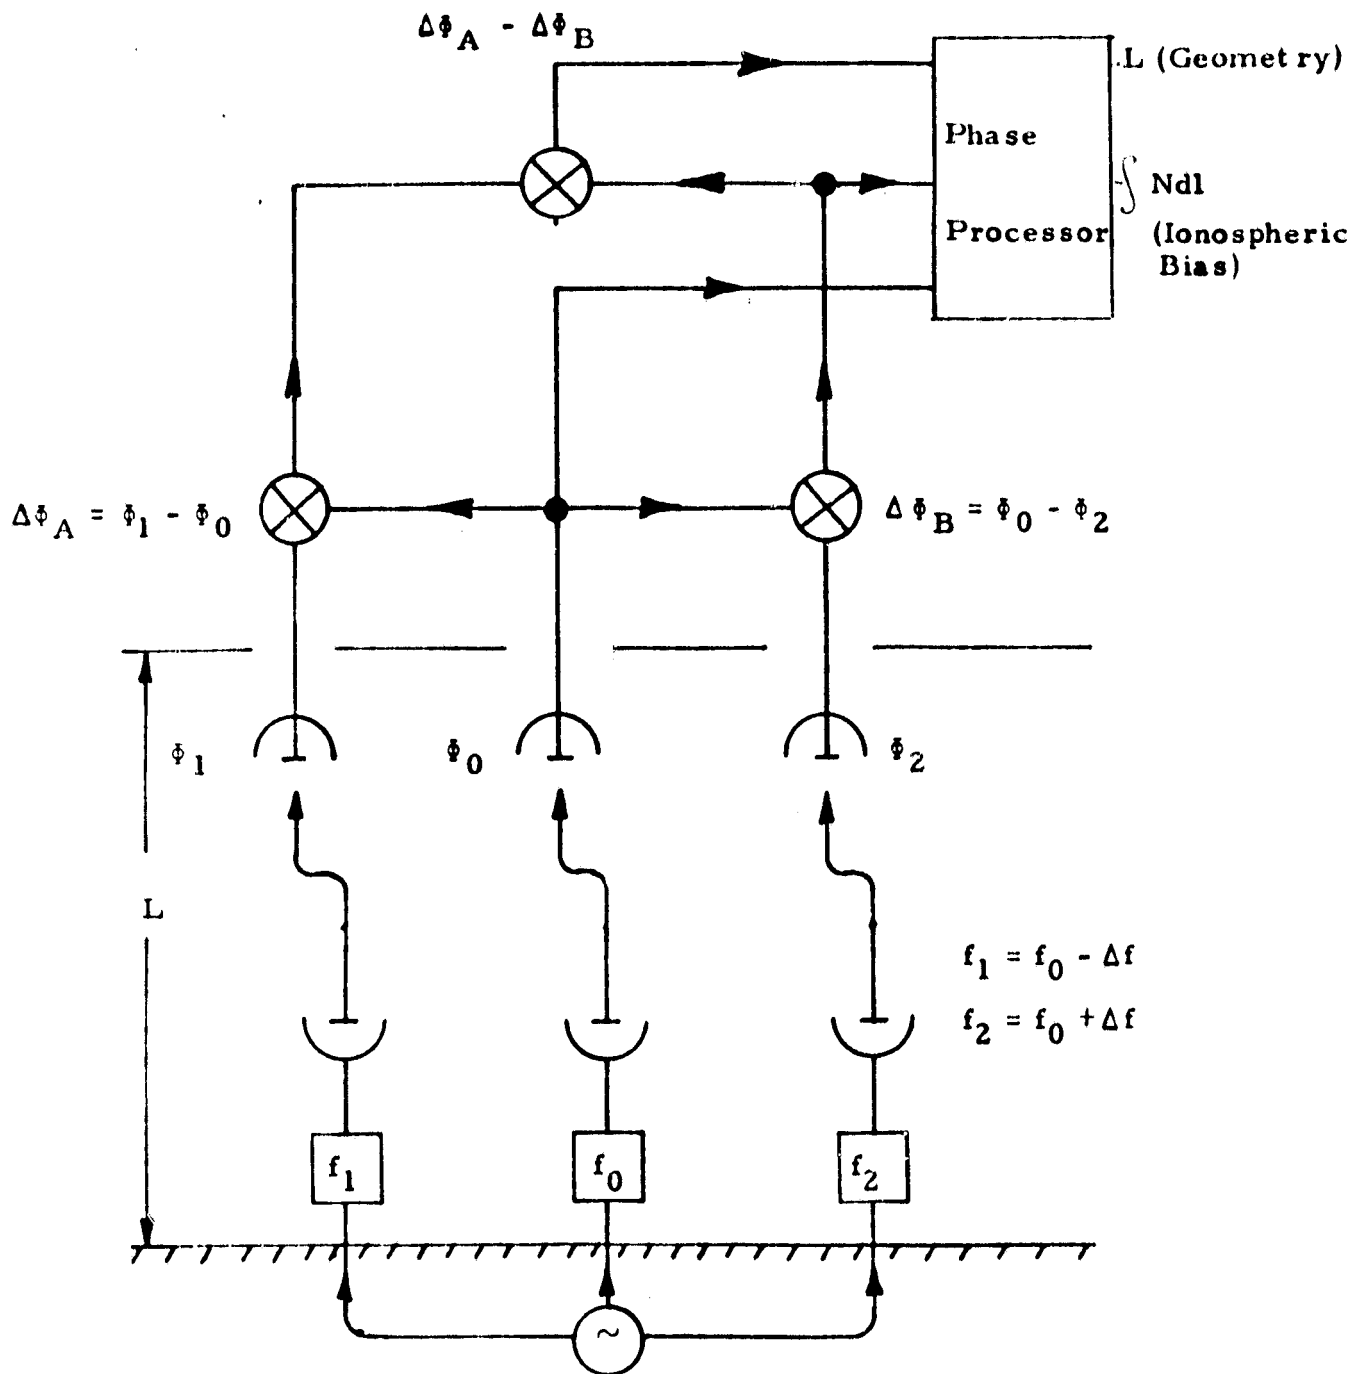 ΔΦA - ΔΦB
L (Geometry)
Phase
∫ Ndl
Processor
(Ionospheric
Bias)
ΔΦA = Φ1 - Φ0
ΔΦB = Φ0 - Φ2
Φ1
Φ0
Φ2
L
f1 = f0 - Δf
f2 = f0 + Δf
f1
f0
f2
~